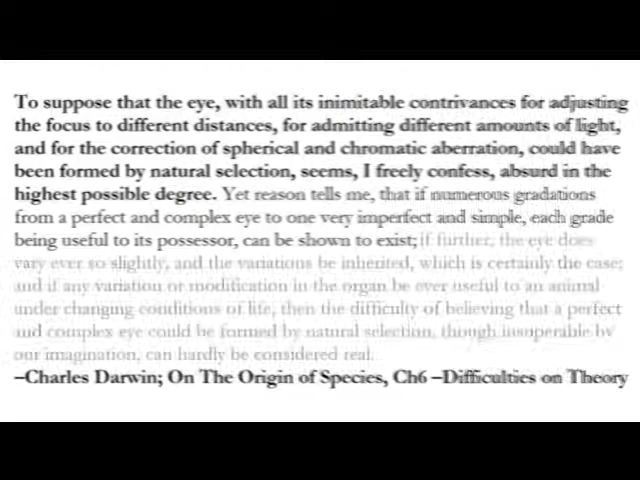 To suppose that the eye, with all its inimitable contrivances for adjusting
the focus to different distances, for admitting different amounts of light,
and for the correction of spherical and chromatic aberration, could have
been formed by natural selection, seems, I freely confess, absurd in the
highest possible degree. Yet reason tells me, that if numerous gradations
from a perfect and complex eye to one very imperfect and simple, each grade
being useful to its possessor, can be shown to exist; if further, the eye does
vary ever so slightly, and the variations be inherited, which is certainly the case;
and if any variation or modification in the organ be ever useful to an animal
under changing conditions of life, then the difficulty of believing that a perfect
and complex eye could be formed by natural selection, though insuperable by
our imagination, can hardly be considered real.
–Charles Darwin; On The Origin of Species, Ch6 –Difficulties on Theory